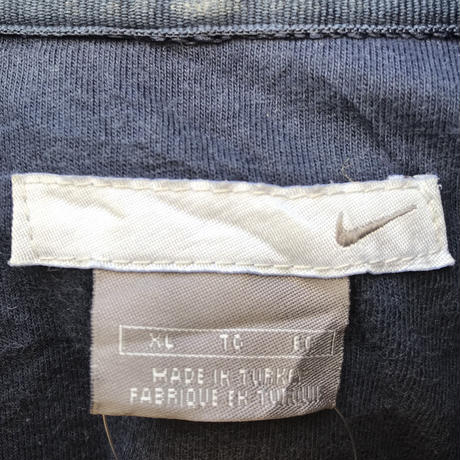 XL TG EG
MADE IN TURKEY
FABRIQUE EN TURQUIE